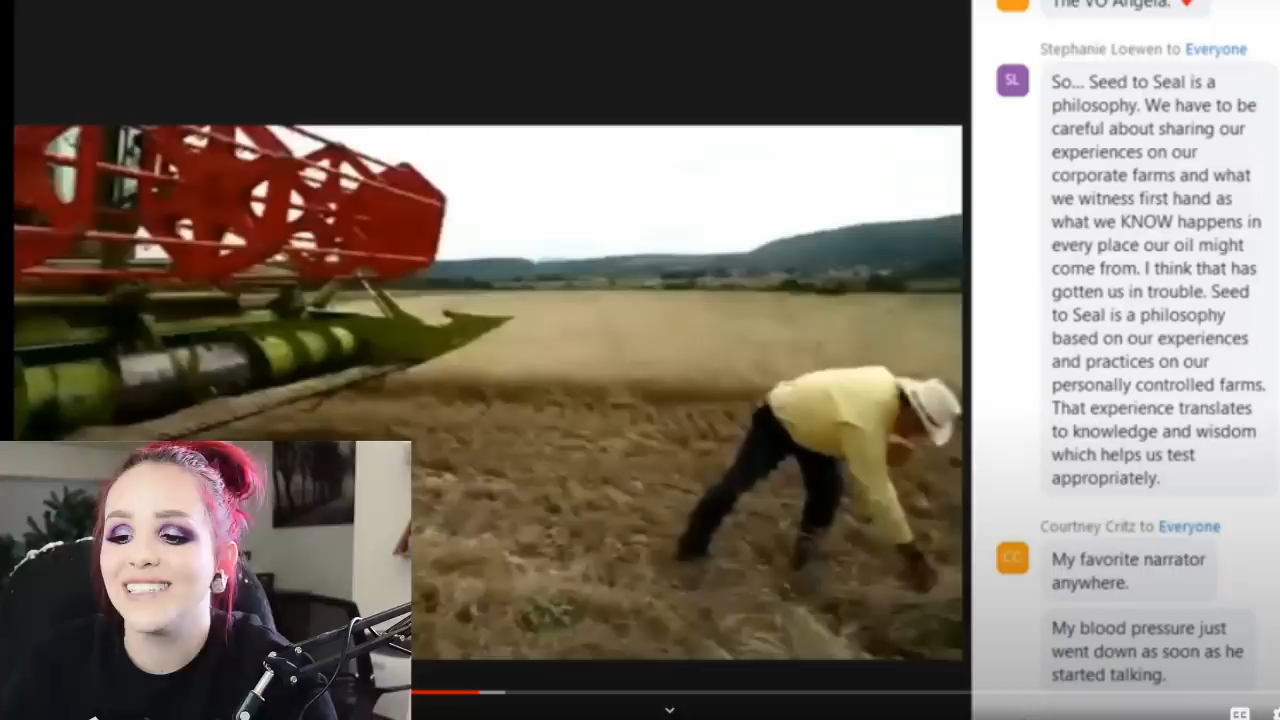 The VO Angela. ❤
Stephanie Loewen to Everyone
SL
So... Seed to Seal is a
philosophy. We have to be
careful about sharing our
experiences on our
corporate farms and what
we witness first hand as
what we KNOW happens in
every place our oil might
come from. I think that has
gotten us in trouble. Seed
to Seal is a philosophy
based on our experiences
and practices on our
personally controlled farms.
That experience translates
to knowledge and wisdom
which helps us test
appropriately.
Courtney Critz to Everyone
CC
My favorite narrator
anywhere.
My blood pressure just
went down as soon as he
started talking.
CC